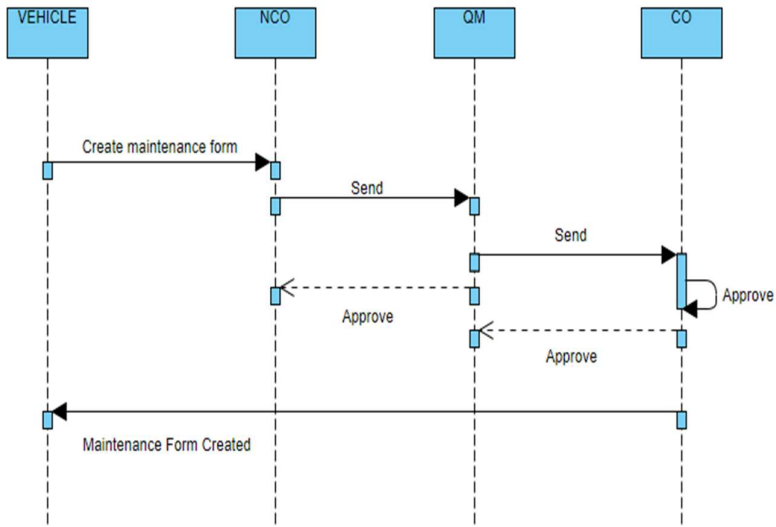 VEHICLE
NCO
QM
CO
Create maintenance form
Send
Send
Approve
Approve
Approve
Maintenance Form Created